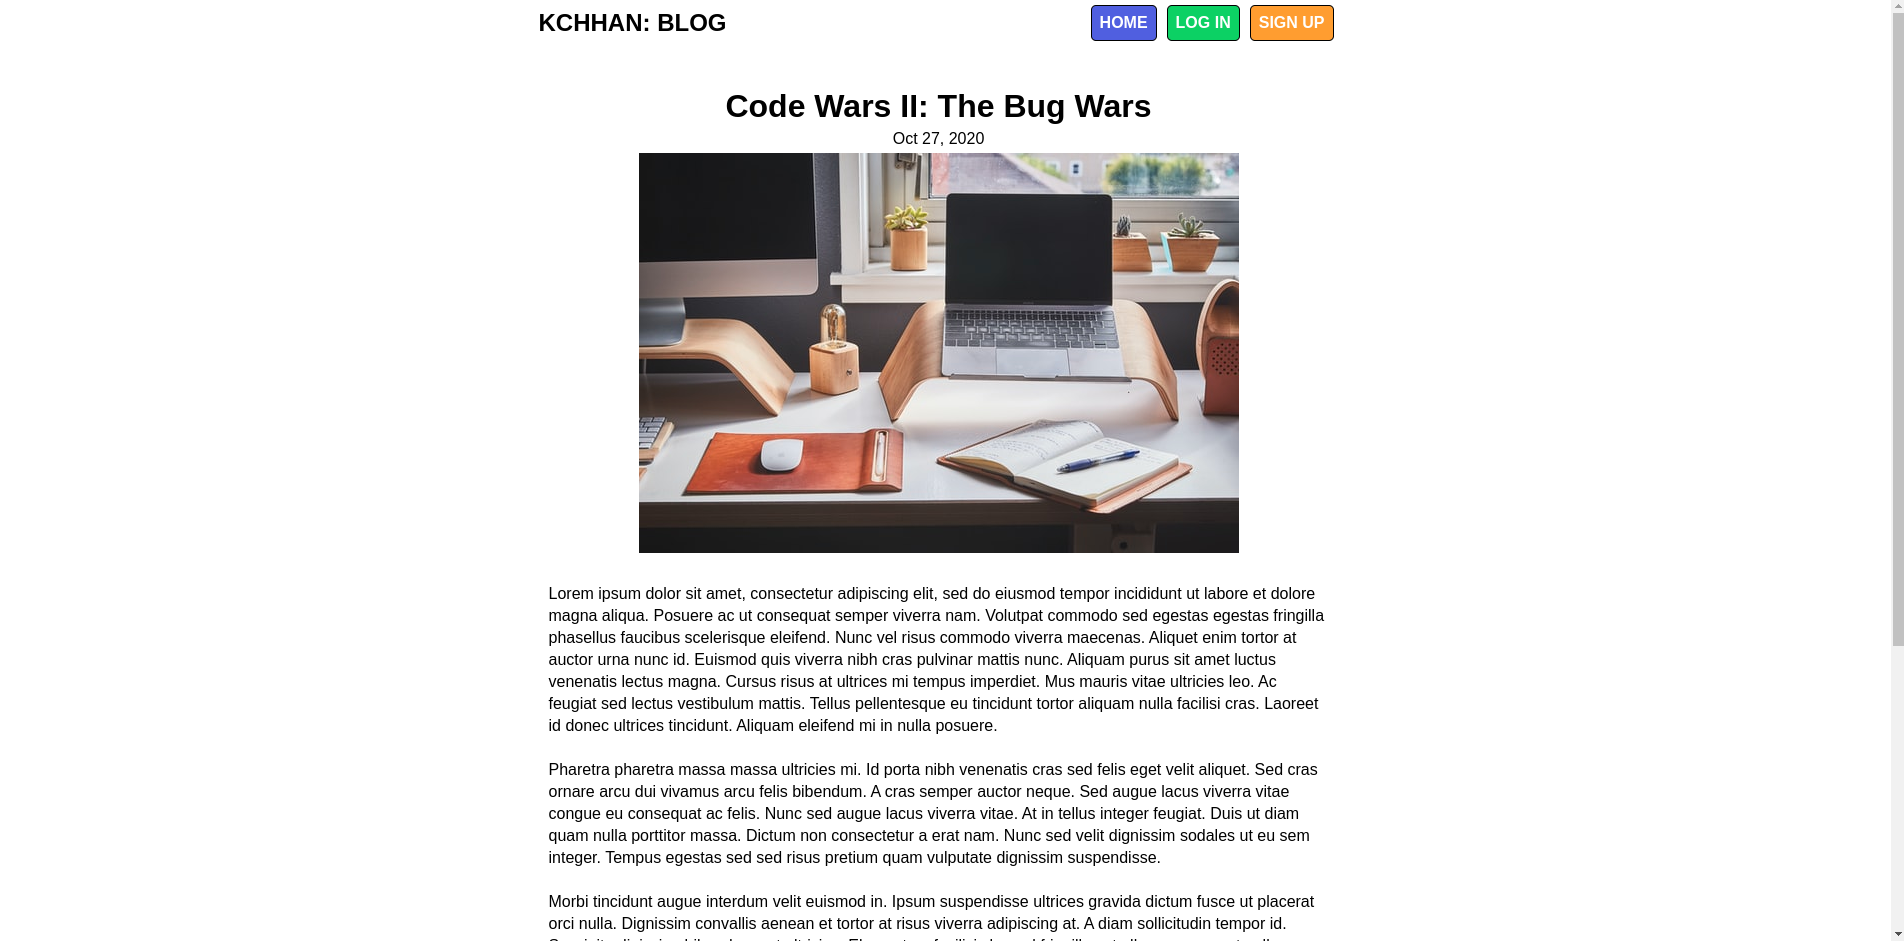 KCHHAN: BLOG
HOME
LOG IN
SIGN UP
Code Wars II: The Bug Wars
Oct 27, 2020
Lorem ipsum dolor sit amet, consectetur adipiscing elit, sed do eiusmod tempor incididunt ut labore et dolore
magna aliqua. Posuere ac ut consequat semper viverra nam. Volutpat commodo sed egestas egestas fringilla
phasellus faucibus scelerisque eleifend. Nunc vel risus commodo viverra maecenas. Aliquet enim tortor at
auctor urna nunc id. Euismod quis viverra nibh cras pulvinar mattis nunc. Aliquam purus sit amet luctus
venenatis lectus magna. Cursus risus at ultrices mi tempus imperdiet. Mus mauris vitae ultricies leo. Ac
feugiat sed lectus vestibulum mattis. Tellus pellentesque eu tincidunt tortor aliquam nulla facilisi cras. Laoreet
id donec ultrices tincidunt. Aliquam eleifend mi in nulla posuere.
Pharetra pharetra massa massa ultricies mi. Id porta nibh venenatis cras sed felis eget velit aliquet. Sed cras
ornare arcu dui vivamus arcu felis bibendum. A cras semper auctor neque. Sed augue lacus viverra vitae
congue eu consequat ac felis. Nunc sed augue lacus viverra vitae. At in tellus integer feugiat. Duis ut diam
quam nulla porttitor massa. Dictum non consectetur a erat nam. Nunc sed velit dignissim sodales ut eu sem
integer. Tempus egestas sed sed risus pretium quam vulputate dignissim suspendisse.
Morbi tincidunt augue interdum velit euismod in. Ipsum suspendisse ultrices gravida dictum fusce ut placerat
orci nulla. Dignissim convallis aenean et tortor at risus viverra adipiscing at. A diam sollicitudin tempor id.